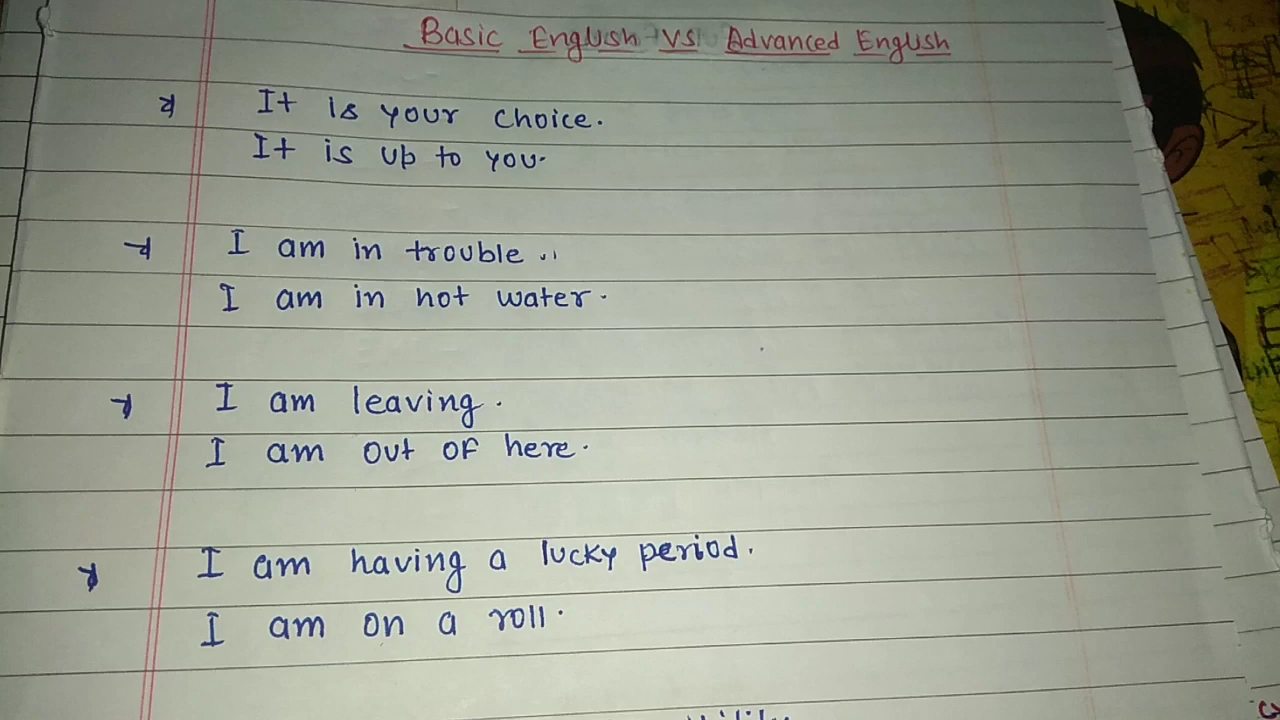 Basic English VS Advanced English
It is your choice.
It is up to you.
I am in trouble..
I am in hot water.
I am leaving.
I am out of here.
I am having a lucky period.
I am on a roll.